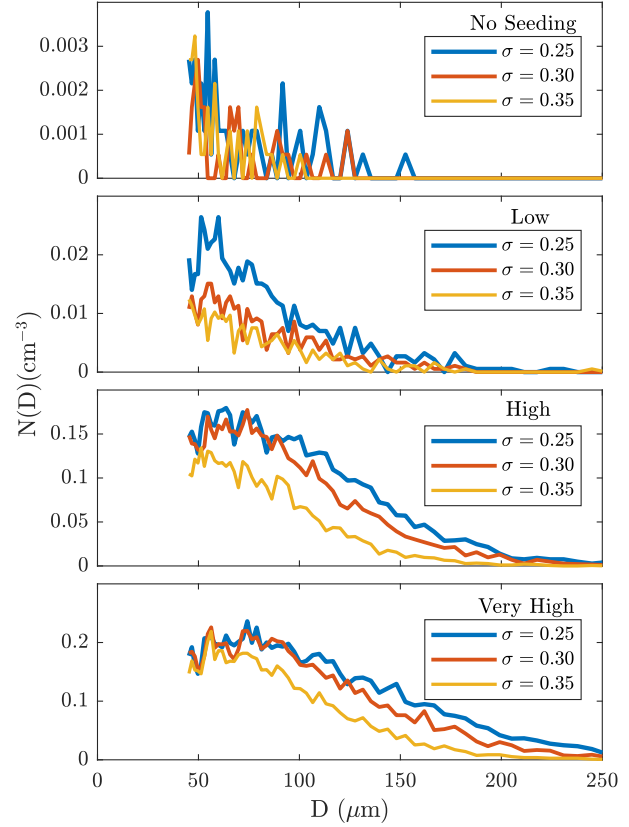 No Seeding
0.003
0.002
0.001
0
σ = 0.25
σ = 0.30
σ = 0.35
Low
0.02
0.01
0
σ = 0.25
σ = 0.30
σ = 0.35
N(D)(cm⁻³)
High
0.15
0.1
0.05
0
σ = 0.25
σ = 0.30
σ = 0.35
Very High
0.2
0.1
0
σ = 0.25
σ = 0.30
σ = 0.35
0 50 100 150 200 250
D (μm)